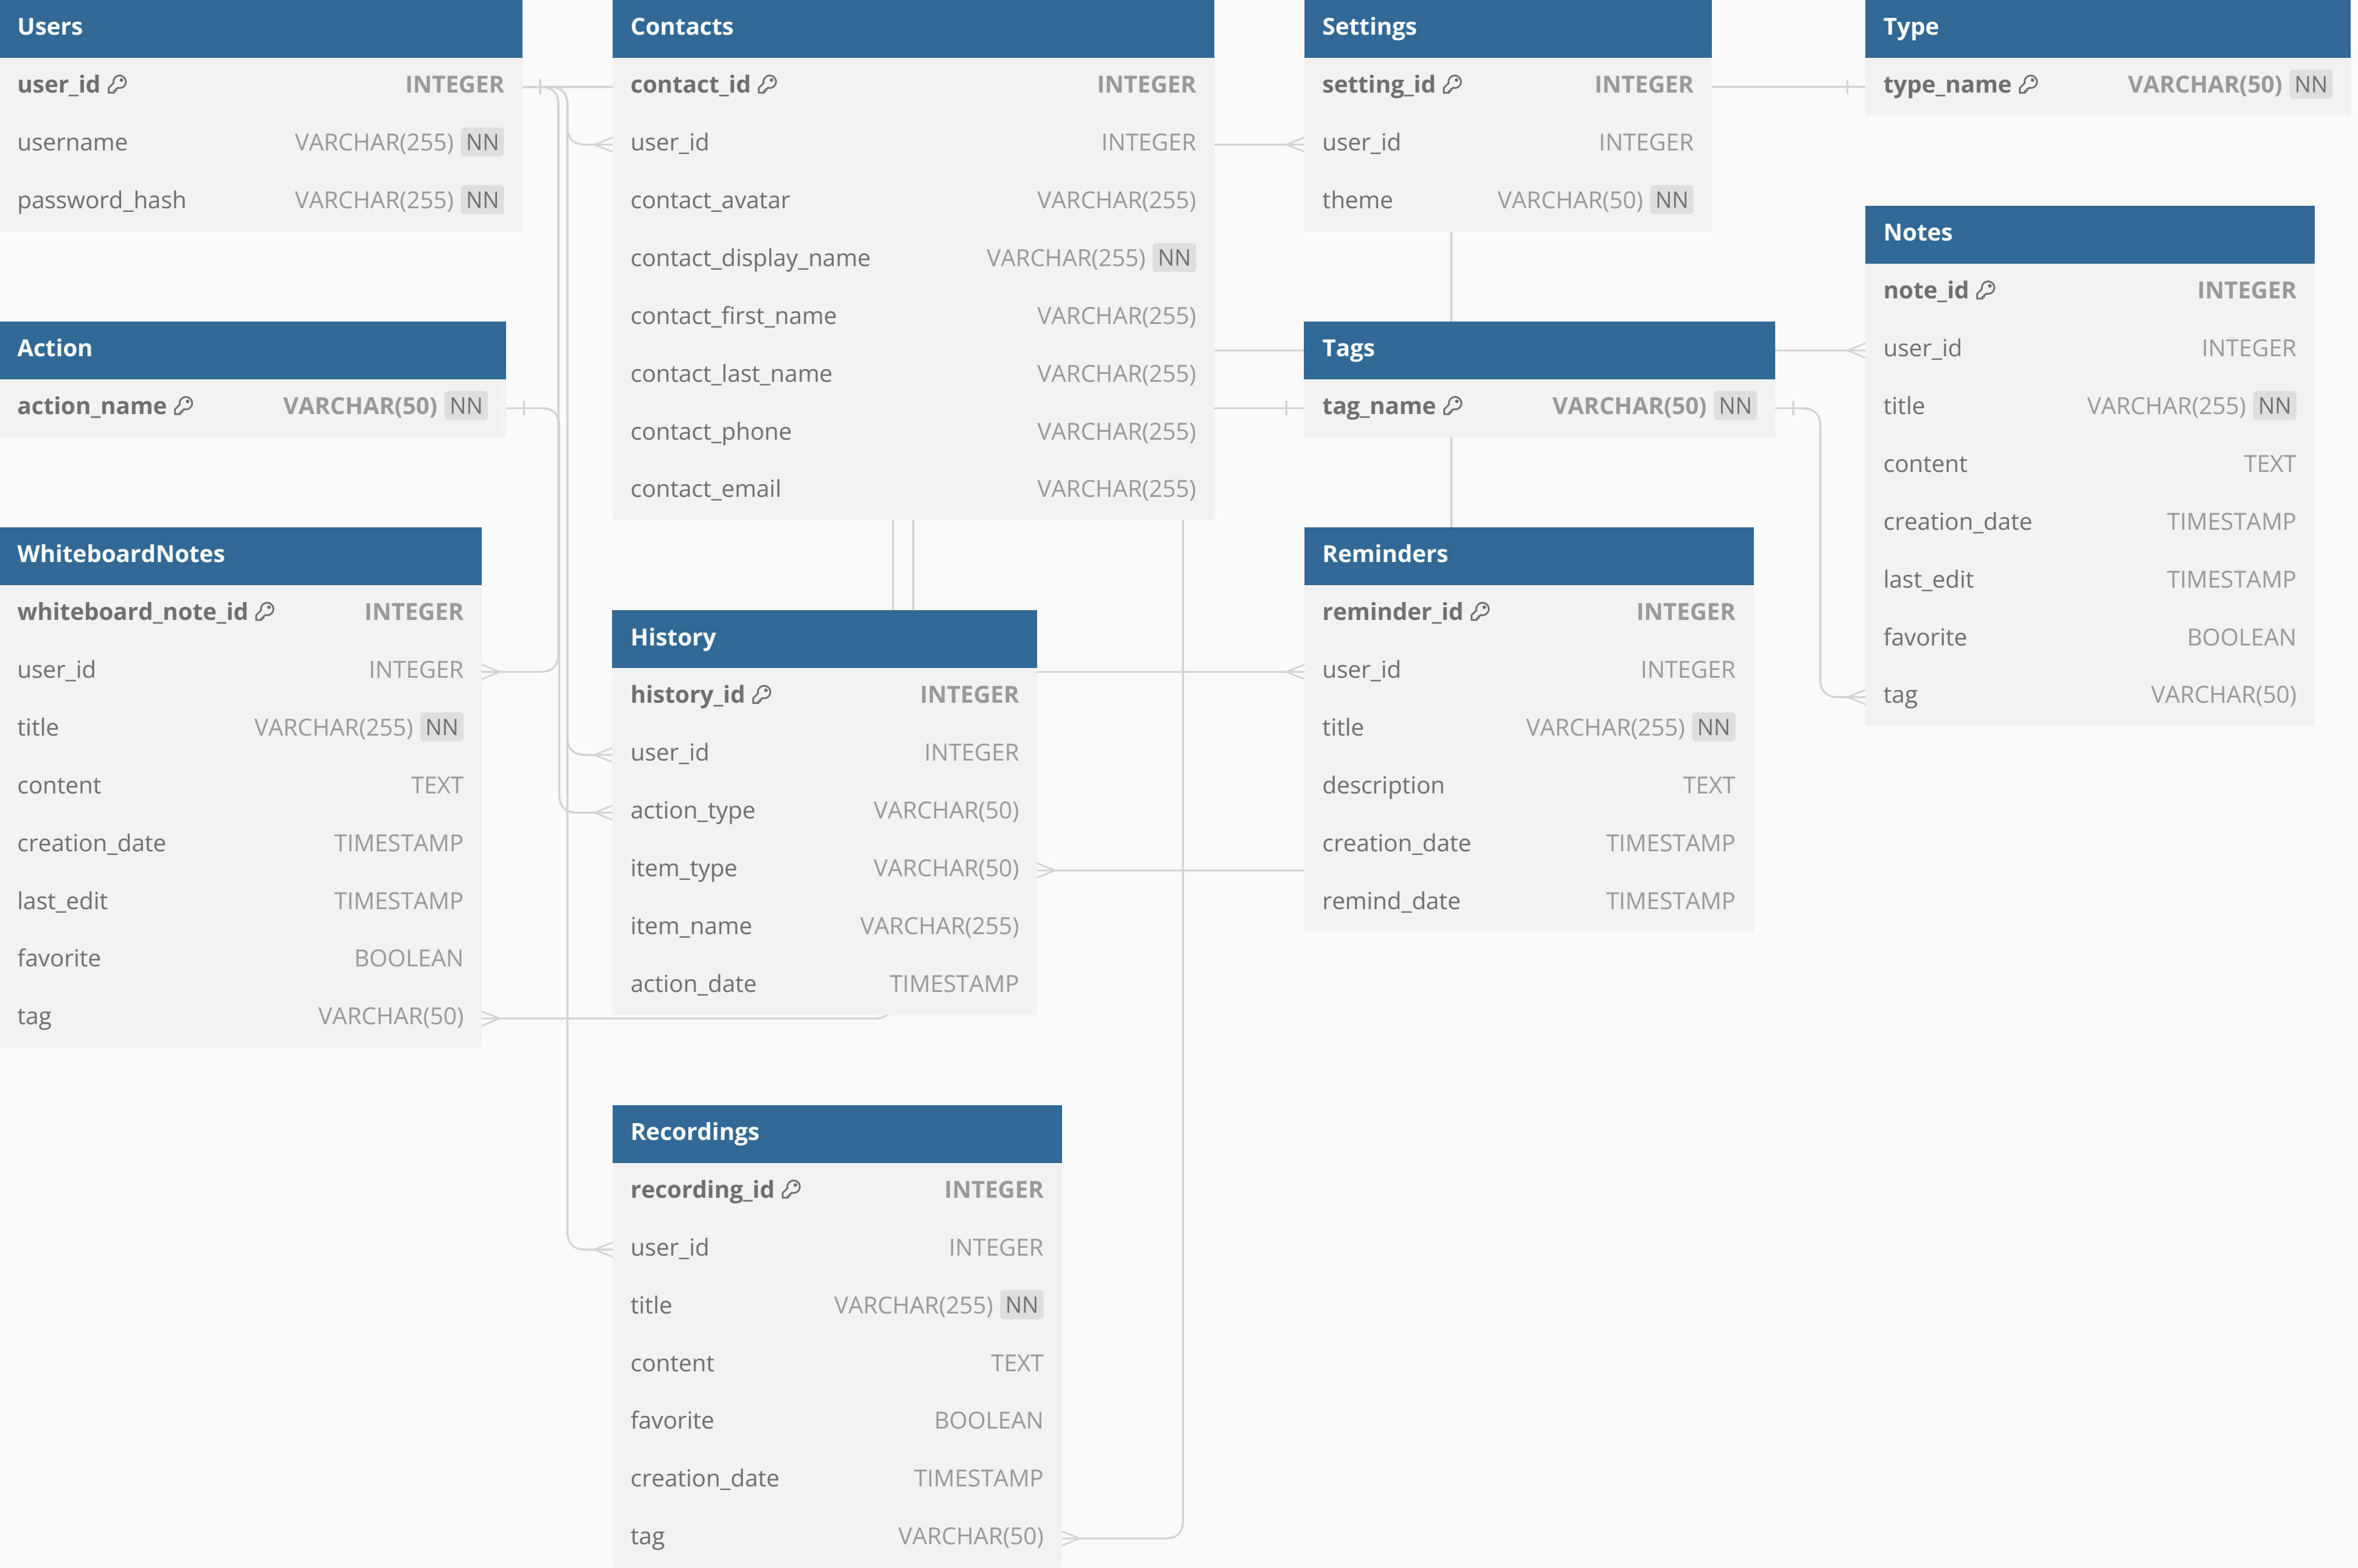 Users
user_id INTEGER
username VARCHAR(255) NN
password_hash VARCHAR(255) NN
Action
action_name VARCHAR(50) NN
WhiteboardNotes
whiteboard_note_id INTEGER
user_id INTEGER
title VARCHAR(255) NN
content TEXT
creation_date TIMESTAMP
last_edit TIMESTAMP
favorite BOOLEAN
tag VARCHAR(50)
Contacts
contact_id INTEGER
user_id INTEGER
contact_avatar VARCHAR(255)
contact_display_name VARCHAR(255) NN
contact_first_name VARCHAR(255)
contact_last_name VARCHAR(255)
contact_phone VARCHAR(255)
contact_email VARCHAR(255)
History
history_id INTEGER
user_id INTEGER
action_type VARCHAR(50)
item_type VARCHAR(50)
item_name VARCHAR(255)
action_date TIMESTAMP
Recordings
recording_id INTEGER
user_id INTEGER
title VARCHAR(255) NN
content TEXT
favorite BOOLEAN
creation_date TIMESTAMP
tag VARCHAR(50)
Settings
setting_id INTEGER
user_id INTEGER
theme VARCHAR(50) NN
Tags
tag_name VARCHAR(50) NN
Reminders
reminder_id INTEGER
user_id INTEGER
title VARCHAR(255) NN
description TEXT
creation_date TIMESTAMP
remind_date TIMESTAMP
Type
type_name VARCHAR(50) NN
Notes
note_id INTEGER
user_id INTEGER
title VARCHAR(255) NN
content TEXT
creation_date TIMESTAMP
last_edit TIMESTAMP
favorite BOOLEAN
tag VARCHAR(50)